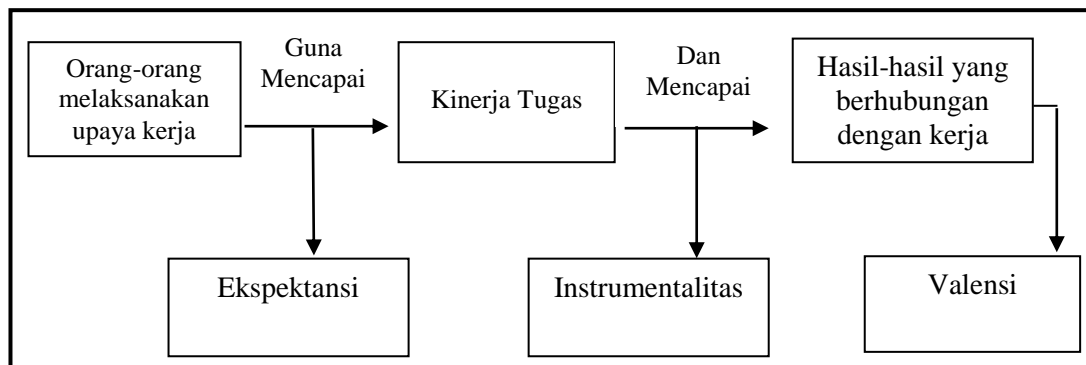 Orang-orang
melaksanakan
upaya kerja
Guna
Mencapai
Kinerja Tugas
Dan
Mencapai
Hasil-hasil yang
berhubungan
dengan kerja
Ekspektansi
Instrumentalitas
Valensi